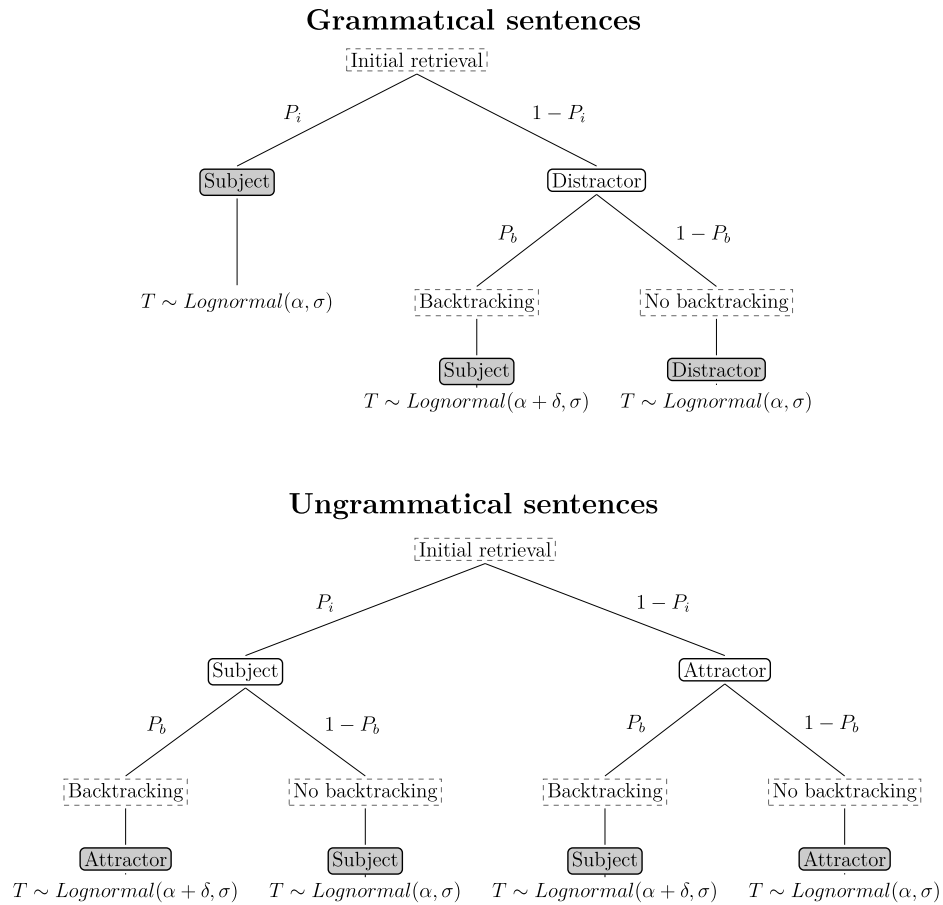 Grammatıcal sentences
Initial retrieval
P_i 1 − P_i
Subject Distractor
P_b 1 − P_b
T ∼ Lognormal(α, σ) Backtracking No backtracking
Subject Distractor
T ∼ Lognormal(α + δ, σ) T ∼ Lognormal(α, σ)
Ungrammatical sentences
Initial retrieval
P_i 1 − P_i
Subject Attractor
P_b 1 − P_b P_b 1 − P_b
Backtracking No backtracking Backtracking No backtracking
Attractor Subject Subject Attractor
T ∼ Lognormal(α + δ, σ) T ∼ Lognormal(α, σ) T ∼ Lognormal(α + δ, σ) T ∼ Lognormal(α, σ)